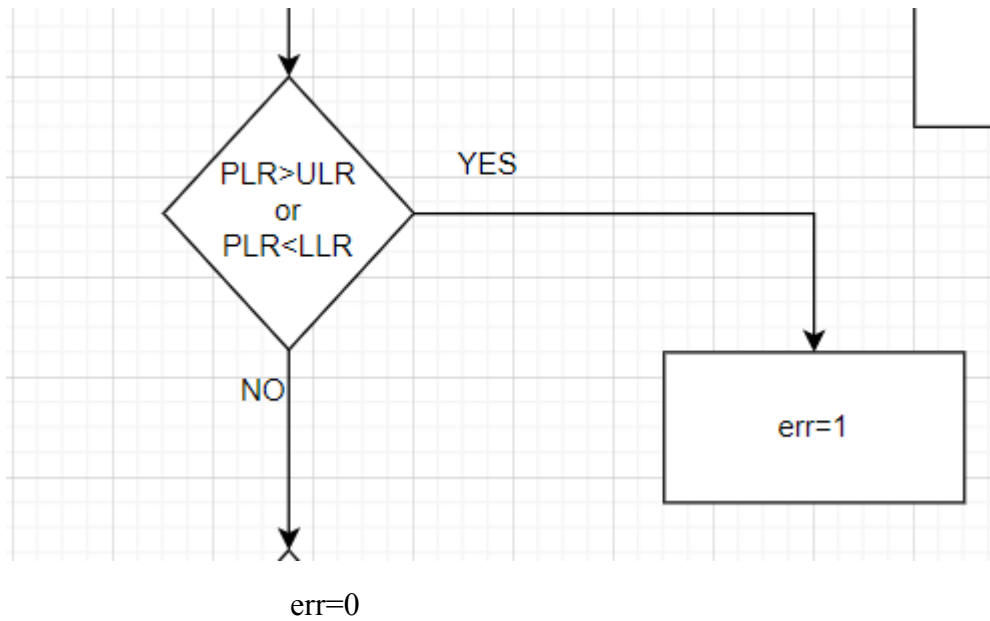 PLR>ULR
or
PLR<LLR
YES
NO
err=1
err=0